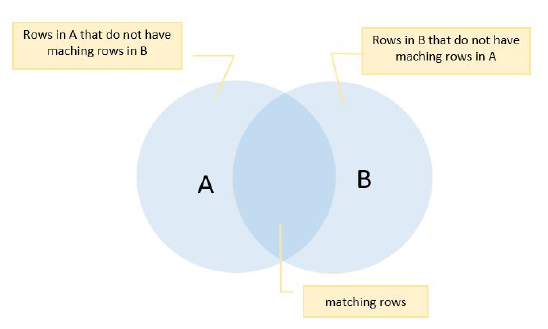 Rows in A that do not have
maching rows in B
Rows in B that do not have
maching rows in A
A
B
matching rows